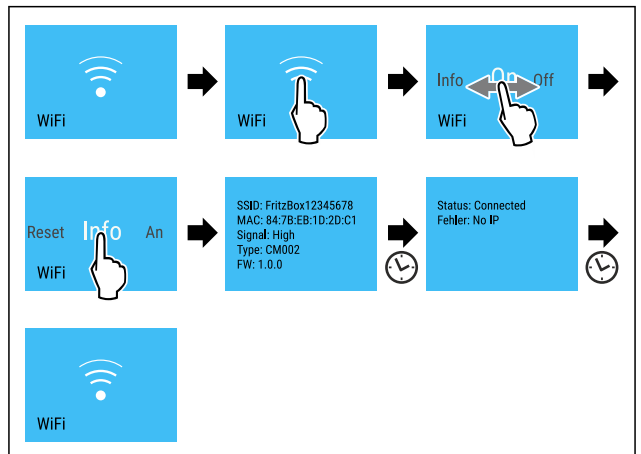 WiFi
WiFi
Info On Off
WiFi
Reset Info An
WiFi
SSID: FritzBox12345678
MAC: 84:7B:EB:1D:2D:C1
Signal: High
Type: CM002
FW: 1.0.0
Status: Connected
Fehler: No IP
WiFi